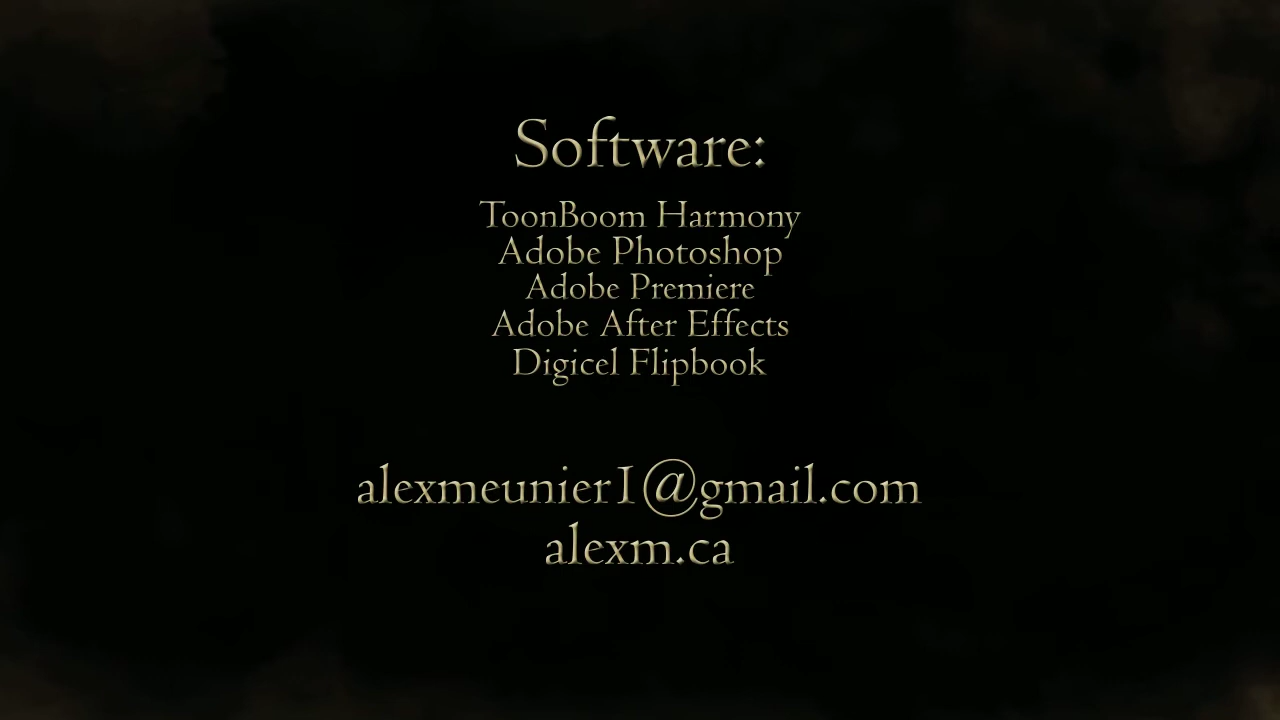 Software:
ToonBoom Harmony
Adobe Photoshop
Adobe Premiere
Adobe After Effects
Digicel Flipbook
alexmeunier1@gmail.com
alexm.ca